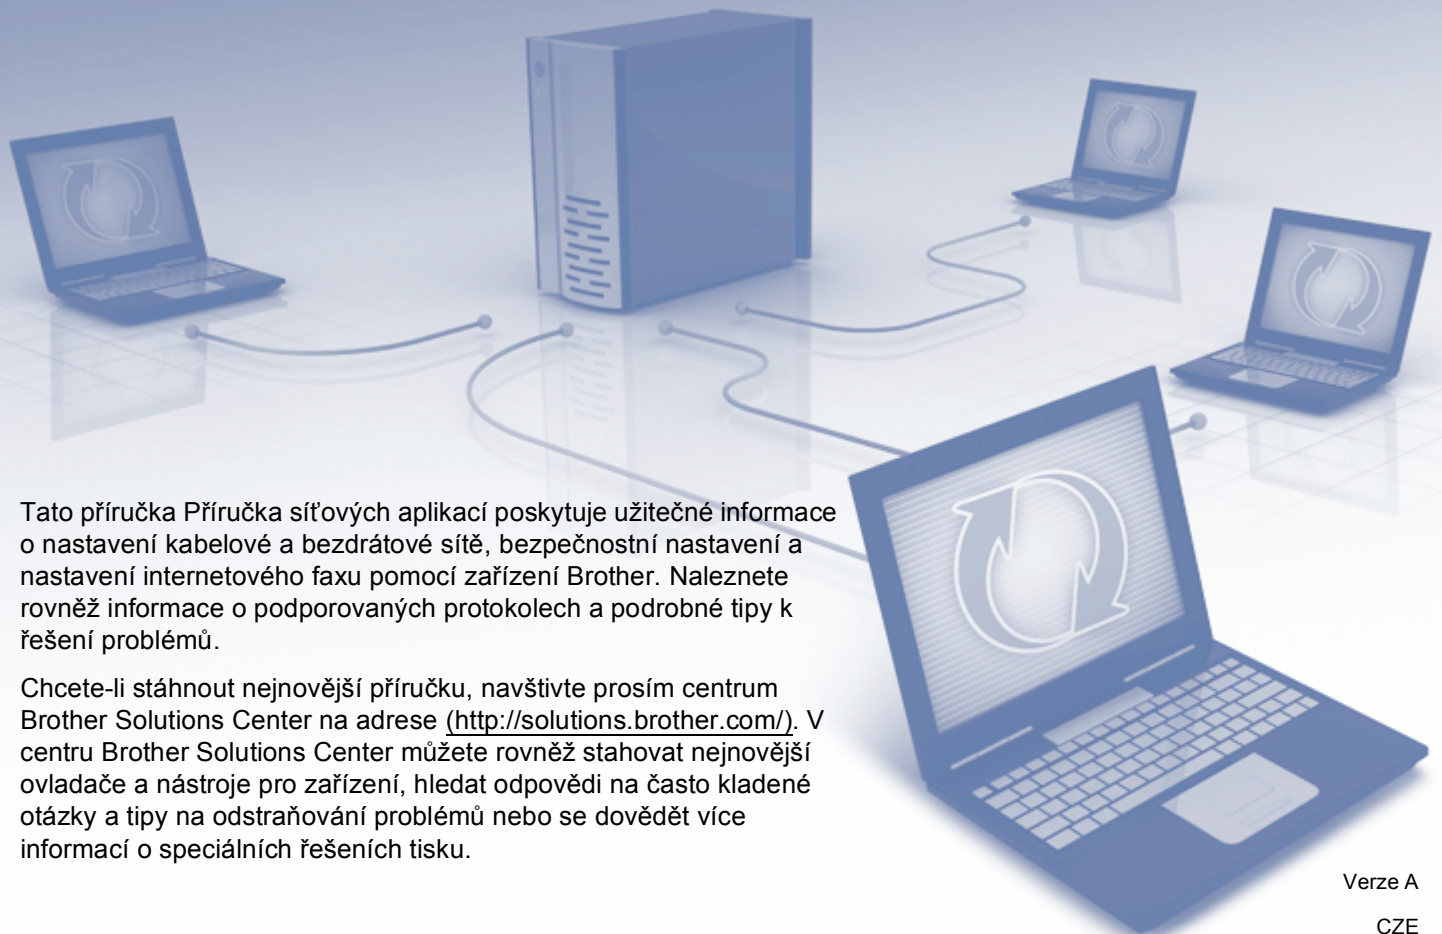 Tato příručka Příručka síťových aplikací poskytuje užitečné informace
o nastavení kabelové a bezdrátové sítě, bezpečnostní nastavení a
nastavení internetového faxu pomocí zařízení Brother. Naleznete
rovněž informace o podporovaných protokolech a podrobné tipy k
řešení problémů.
Chcete-li stáhnout nejnovější příručku, navštivte prosím centrum
Brother Solutions Center na adrese (http://solutions.brother.com/). V
centru Brother Solutions Center můžete rovněž stahovat nejnovější
ovladače a nástroje pro zařízení, hledat odpovědi na často kladené
otázky a tipy na odstraňování problémů nebo se dovědět více
informací o speciálních řešeních tisku.
Verze A
CZE